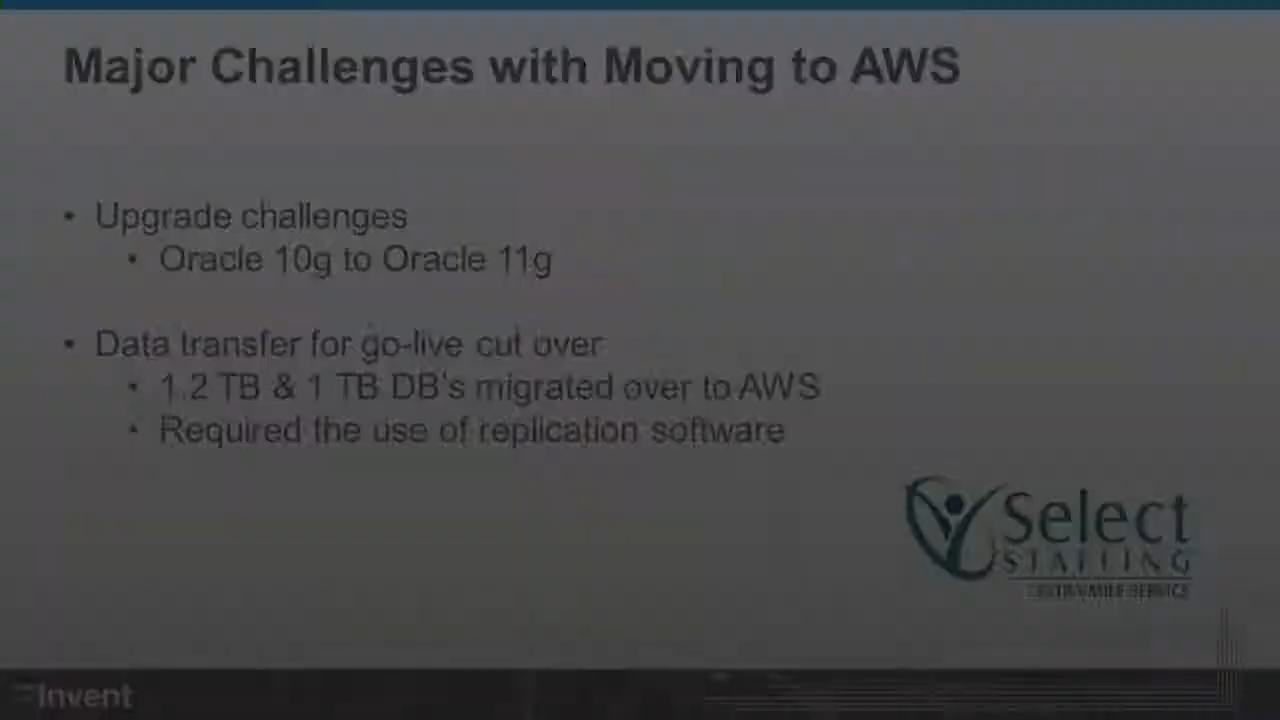 Major Challenges with Moving to AWS
• Upgrade challenges
• Oracle 10g to Oracle 11g
• Data transfer for go-live cut over
• 1.2 TB & 1 TB DB's migrated over to AWS
• Required the use of replication software
Select
STAFFING
SERVICE
Invent